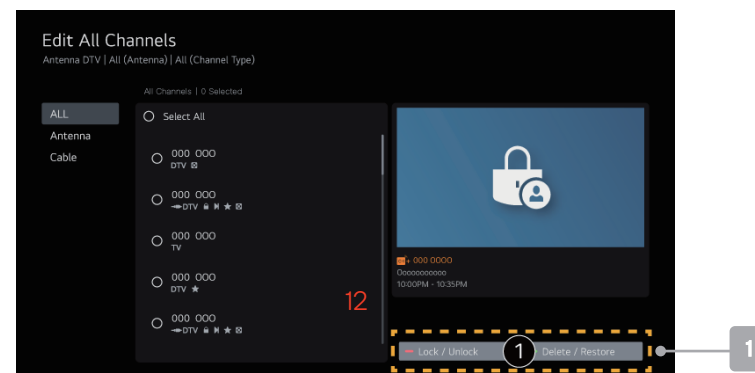 Edit All Channels
Antenna DTV | All (Antenna) | All (Channel Type)
All Channels | 0 Selected
ALL
Antenna
Cable
Select All
000 000
DTV
000 000
DTV
000 000
TV
000 000
DTV
000 000
DTV
12
000 0000
Oooooooooo
10:00PM - 10:35PM
Lock / Unlock
1
Delete / Restore
1